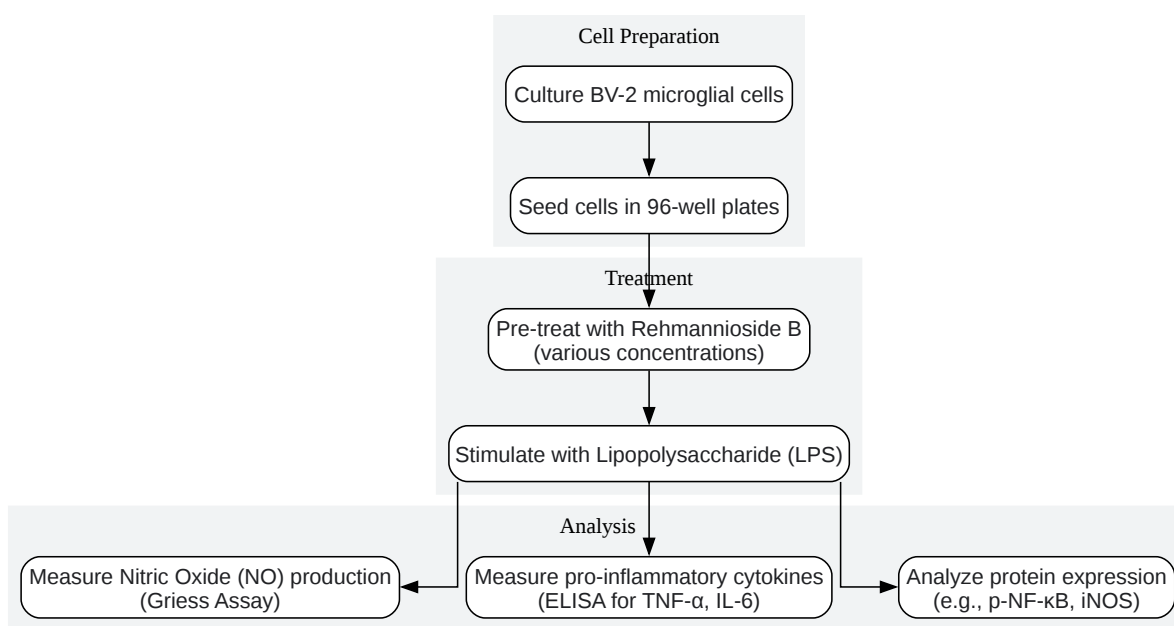 Cell Preparation
Culture BV-2 microglial cells
Seed cells in 96-well plates
Treatment
Pre-treat with Rehmannioside B
(various concentrations)
Stimulate with Lipopolysaccharide (LPS)
Analysis
Measure Nitric Oxide (NO) production
(Griess Assay)
Measure pro-inflammatory cytokines
(ELISA for TNF-α, IL-6)
Analyze protein expression
(e.g., p-NF-κB, iNOS)